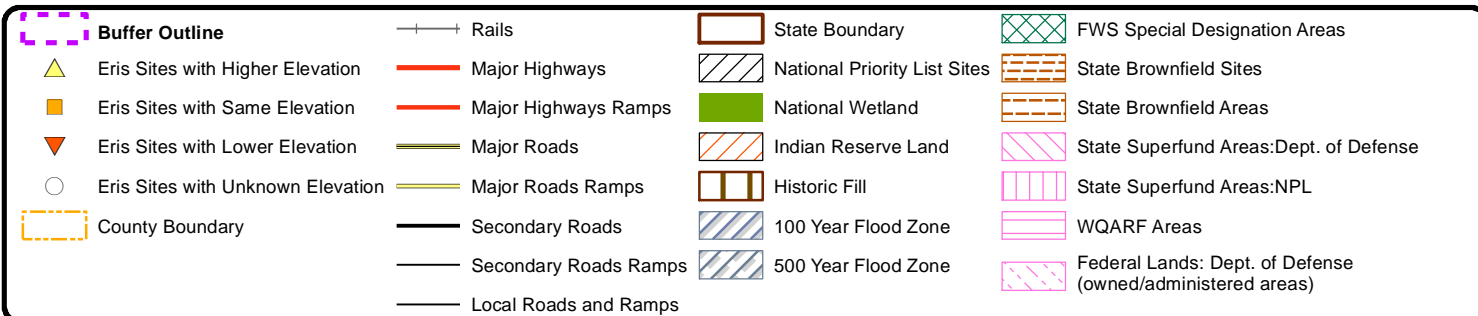 Buffer Outline
Eris Sites with Higher Elevation
Eris Sites with Same Elevation
Eris Sites with Lower Elevation
Eris Sites with Unknown Elevation
County Boundary
Rails
Major Highways
Major Highways Ramps
Major Roads
Major Roads Ramps
Secondary Roads
Secondary Roads Ramps
Local Roads and Ramps
State Boundary
National Priority List Sites
National Wetland
Indian Reserve Land
Historic Fill
100 Year Flood Zone
500 Year Flood Zone
FWS Special Designation Areas
State Brownfield Sites
State Brownfield Areas
State Superfund Areas:Dept. of Defense
State Superfund Areas:NPL
WQARF Areas
Federal Lands: Dept. of Defense
(owned/administered areas)